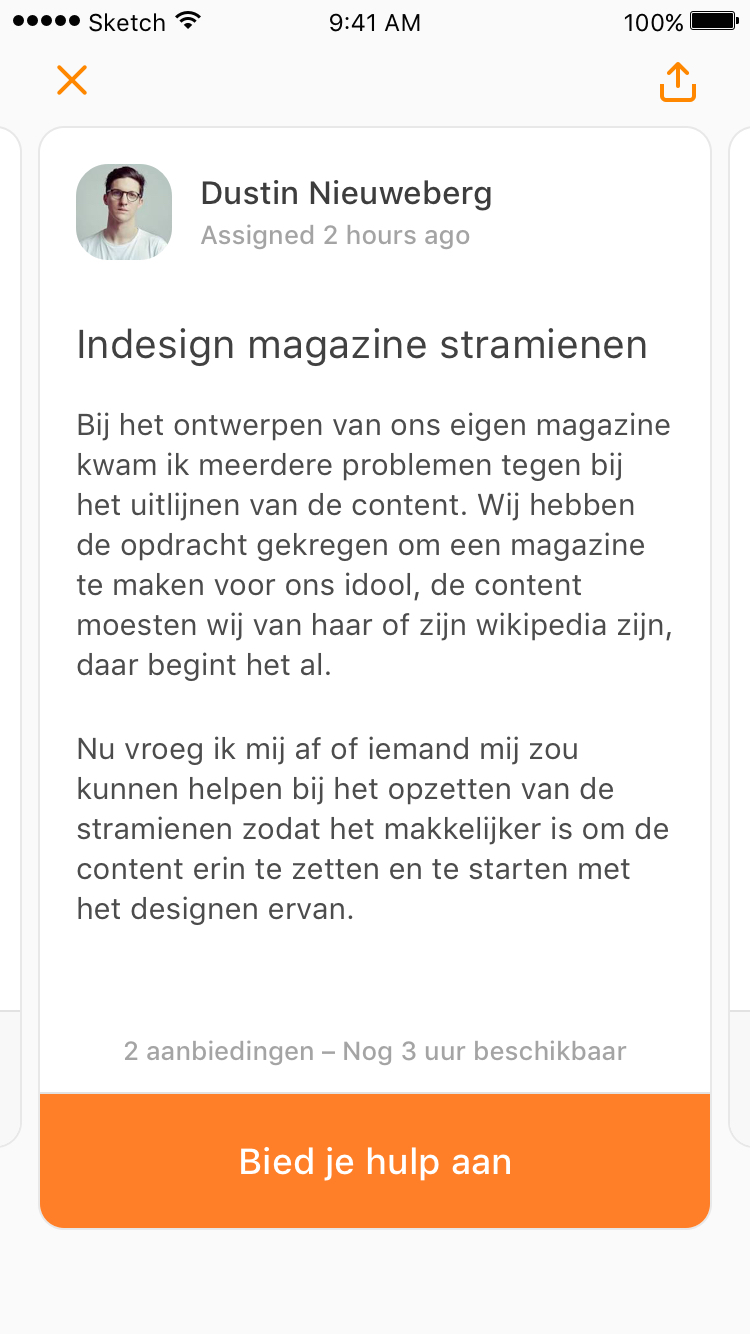 Sketch 9:41 AM 100%
Dustin Nieuweberg
Assigned 2 hours ago
Indesign magazine stramienen
Bij het ontwerpen van ons eigen magazine
kwam ik meerdere problemen tegen bij
het uitlijnen van de content. Wij hebben
de opdracht gekregen om een magazine
te maken voor ons idool, de content
moesten wij van haar of zijn wikipedia zijn,
daar begint het al.
Nu vroeg ik mij af of iemand mij zou
kunnen helpen bij het opzetten van de
stramienen zodat het makkelijker is om de
content erin te zetten en te starten met
het designen ervan.
2 aanbiedingen – Nog 3 uur beschikbaar
Bied je hulp aan